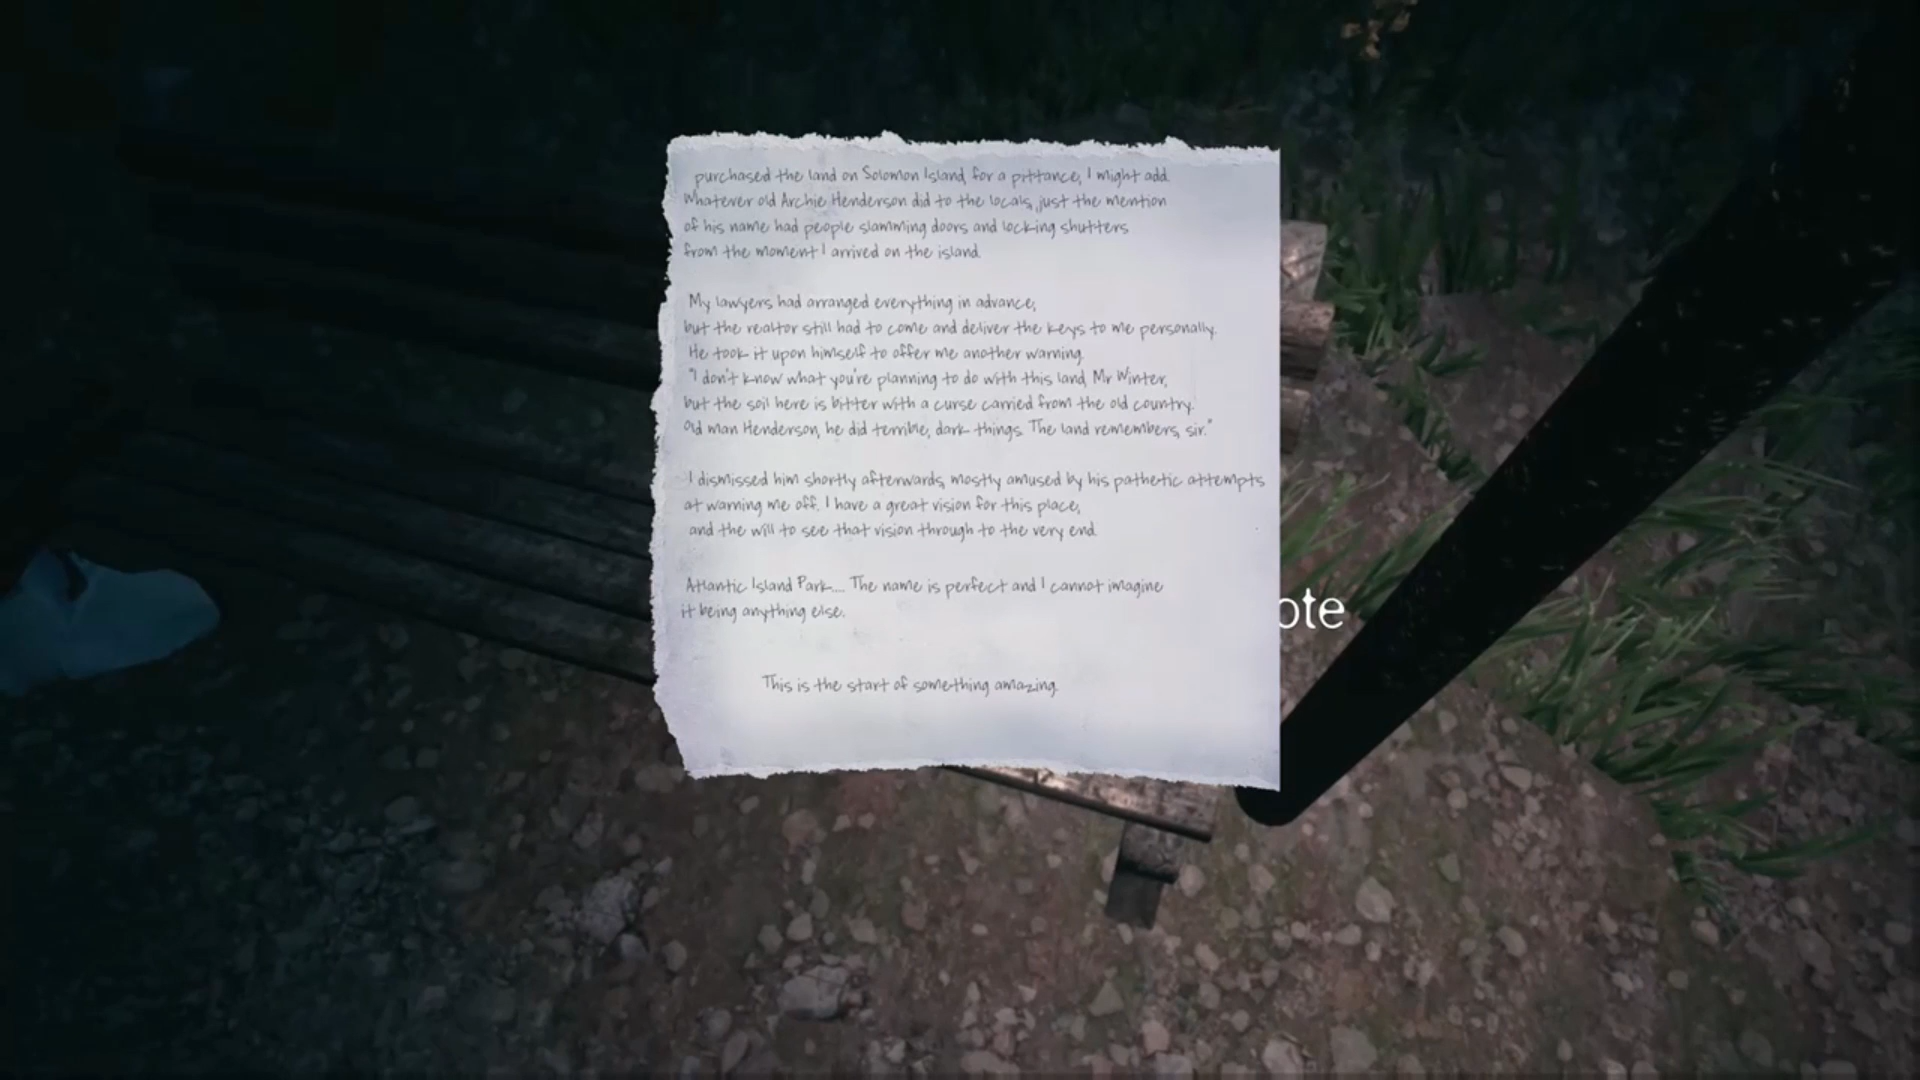 purchased the land on Solomon Island, for a pittance, I might add.
Whatever old Archie Henderson did to the locals, just the mention
of his name had people slamming doors and locking shutters
from the moment I arrived on the island.
My lawyers had arranged everything in advance,
but the realtor still had to come and deliver the keys to me personally.
He took it upon himself to offer me another warning.
"I don't know what you're planning to do with this land, Mr Winter,
but the soil here is bitter with a curse carried from the old country.
Old man Henderson, he did terrible, dark things. The land remembers, sir."
I dismissed him shortly afterwards, mostly amused by his pathetic attempts
at warning me off. I have a great vision for this place,
and the will to see that vision through to the very end.
Atlantic Island Park.... The name is perfect and I cannot imagine
it being anything else.
ote
This is the start of something amazing.